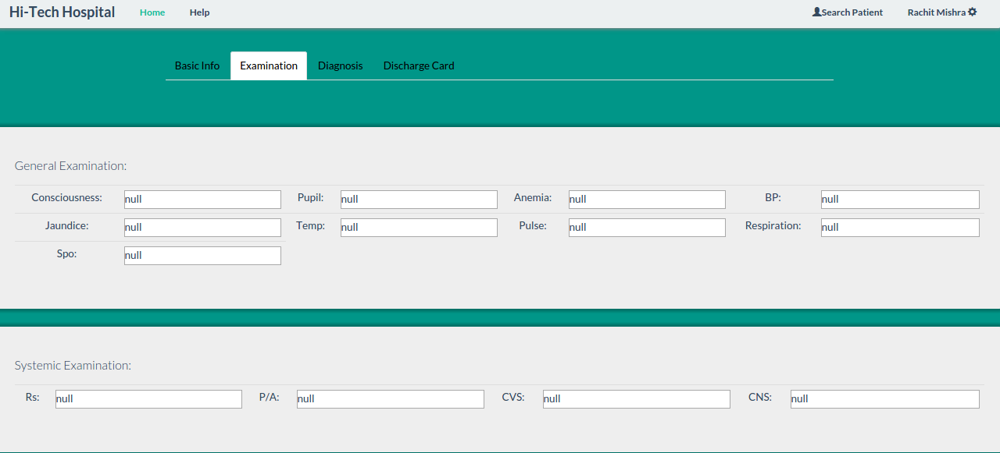 Hi-Tech Hospital Home Help Search Patient Rachit Mishra
Basic Info Examination Diagnosis Discharge Card
General Examination:
Consciousness: null Pupil: null Anemia: null BP: null
Jaundice: null Temp: null Pulse: null Respiration: null
Spo: null
Systemic Examination:
Rs: null P/A: null CVS: null CNS: null